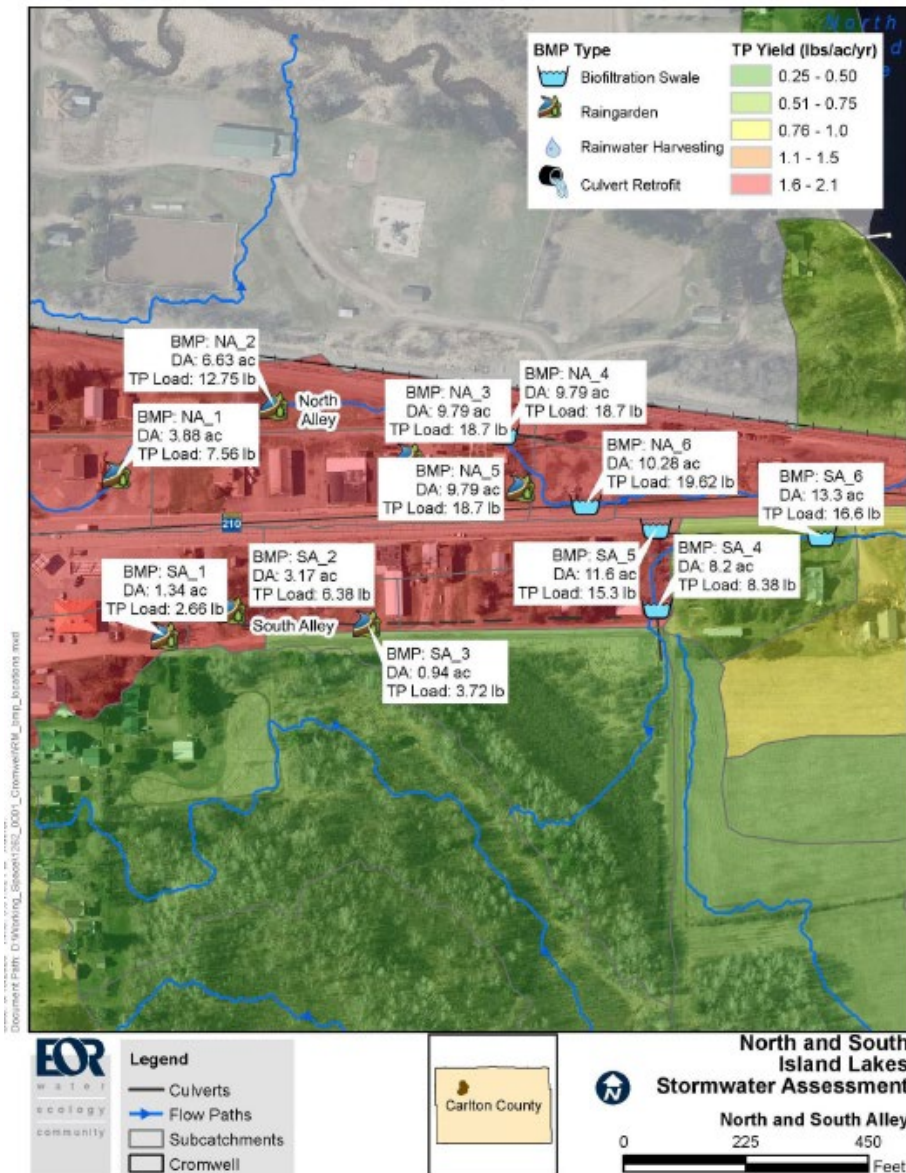 North
BMP Type
Biofiltration Swale
Raingarden
Rainwater Harvesting
Culvert Retrofit
TP Yield (lbs/ac/yr)
0.25 - 0.50
0.51 - 0.75
0.76 - 1.0
1.1 - 1.5
1.6 - 2.1
BMP: NA_2
DA: 6.63 ac
TP Load: 12.75 lb
North
Alley
BMP: NA_4
DA: 9.79 ac
TP Load: 18.7 lb
BMP: NA_3
DA: 9.79 ac
TP Load: 18.7 lb
BMP: NA_1
DA: 3.88 ac
TP Load: 7.56 lb
BMP: NA_5
DA: 9.79 ac
TP Load: 18.7 lb
BMP: NA_6
DA: 10.28 ac
TP Load: 19.62 lb
BMP: SA_6
DA: 13.3 ac
TP Load: 16.6 lb
210
BMP: SA_1
DA: 1.34 ac
TP Load: 2.66 lb
BMP: SA_2
DA: 3.17 ac
TP Load: 6.38 lb
South Alley
BMP: SA_5
DA: 11.6 ac
TP Load: 15.3 lb
BMP: SA_4
DA: 8.2 ac
TP Load: 8.38 lb
BMP: SA_3
DA: 0.94 ac
TP Load: 3.72 lb
EOR
water
ecology
community
Legend
Culverts
Flow Paths
Subcatchments
Cromwell
Carlton County
N
North and South
Island Lakes
Stormwater Assessment
North and South Alley
0 225 450
Feet